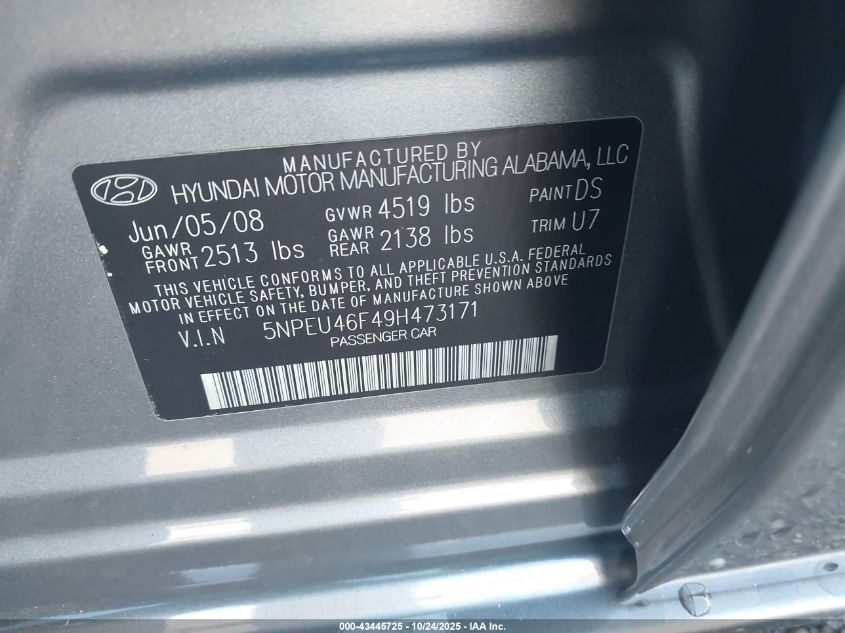 MANUFACTURED BY
HYUNDAI MOTOR MANUFACTURING ALABAMA, LLC
Jun/05/08 GVWR 4519 lbs PAINT DS
GAWR FRONT 2513 lbs GAWR REAR 2138 lbs TRIM U7
THIS VEHICLE CONFORMS TO ALL APPLICABLE U.S.A. FEDERAL
MOTOR VEHICLE SAFETY, BUMPER, AND THEFT PREVENTION STANDARDS
IN EFFECT ON THE DATE OF MANUFACTURE SHOWN ABOVE
V.I.N 5NPEU46F49H473171
PASSENGER CAR
000-43445725 - 10/24/2025 - IAA Inc.